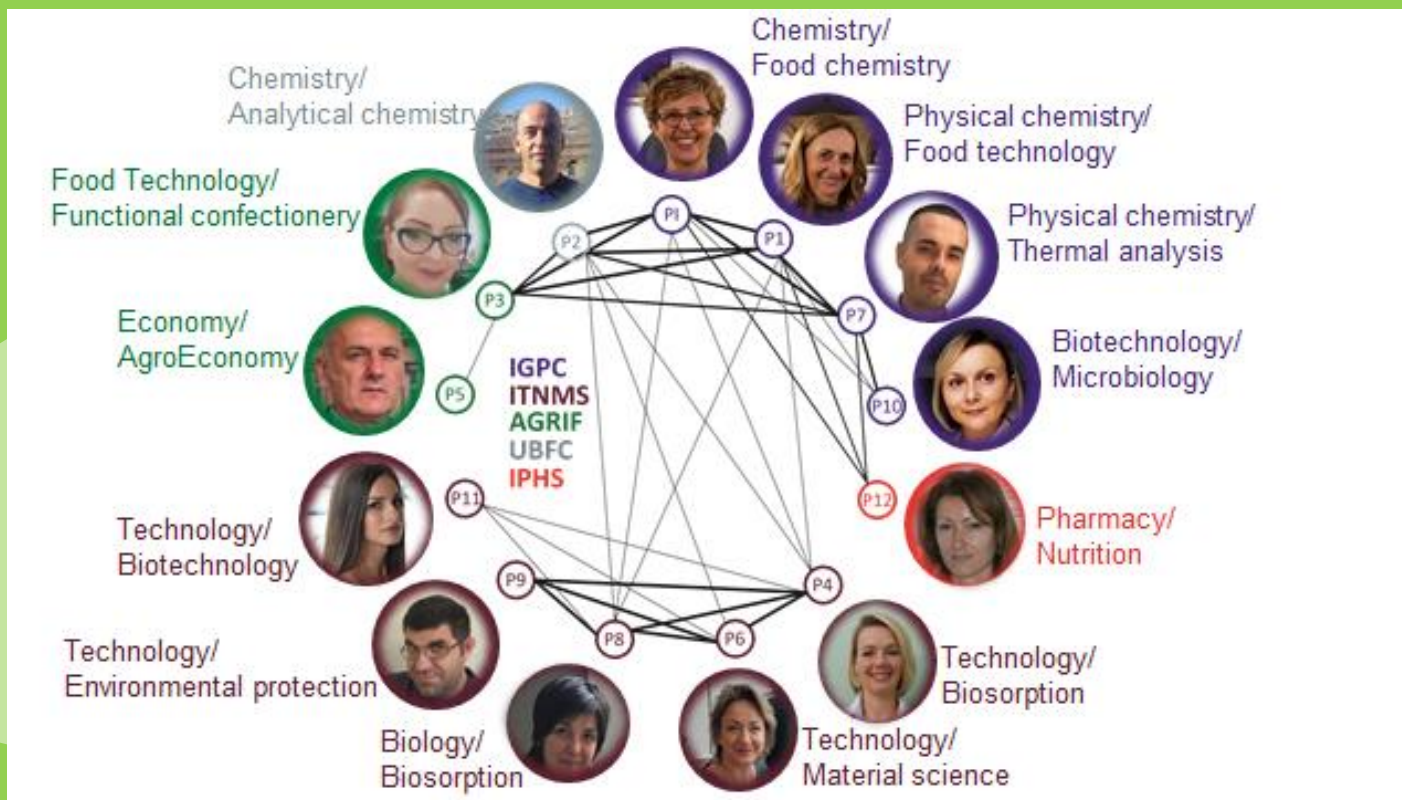 Chemistry/
Food chemistry
Chemistry/
Analytical chemistry
Physical chemistry/
Food technology
Food Technology/
Functional confectionery
Physical chemistry/
Thermal analysis
PI
P2
P1
P3
P7
Economy/
AgroEconomy
Biotechnology/
Microbiology
P5
P10
IGPC
ITNMS
AGRIF
UBFC
IPHS
P11
P12
Technology/
Biotechnology
Pharmacy/
Nutrition
P9
P4
P8
P6
Technology/
Environmental protection
Technology/
Biosorption
Biology/
Biosorption
Technology/
Material science